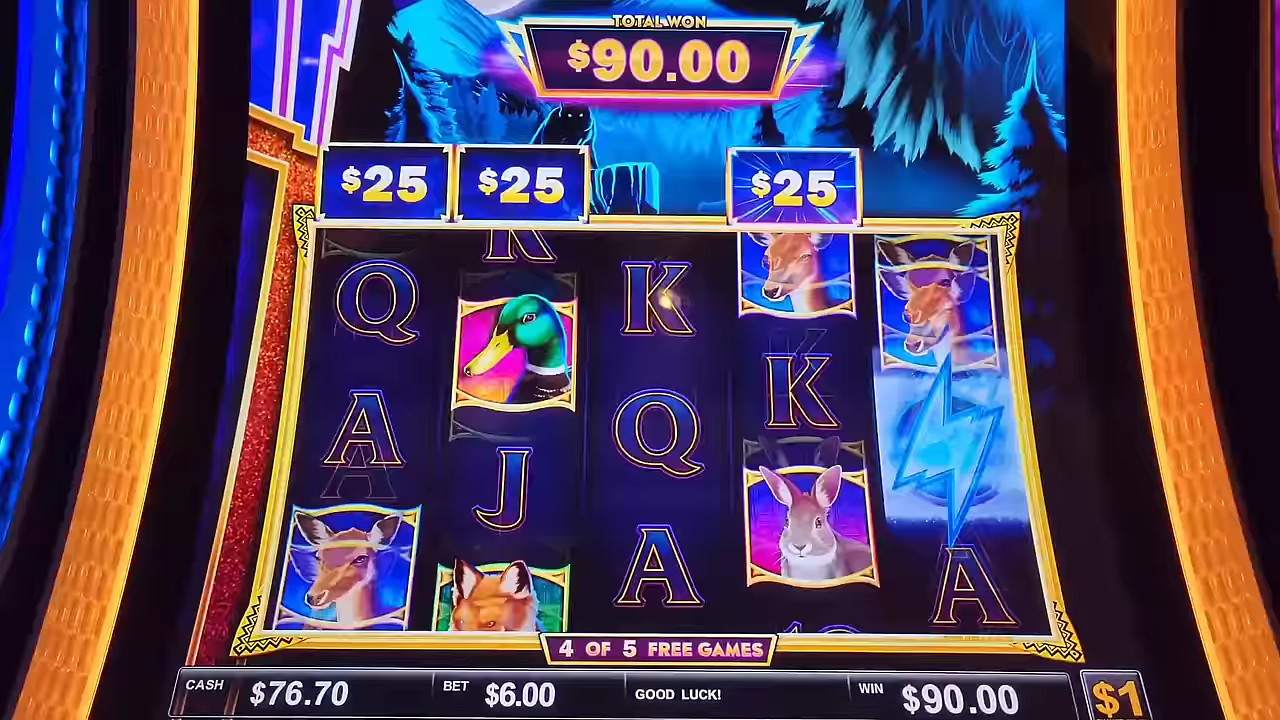 TOTAL WON
$90.00
$25 $25 $25
K
Q K
K
A Q
J
A
A
4 OF 5 FREE GAMES
CASH $76.70 BET $6.00 GOOD LUCK! WIN $90.00 $1